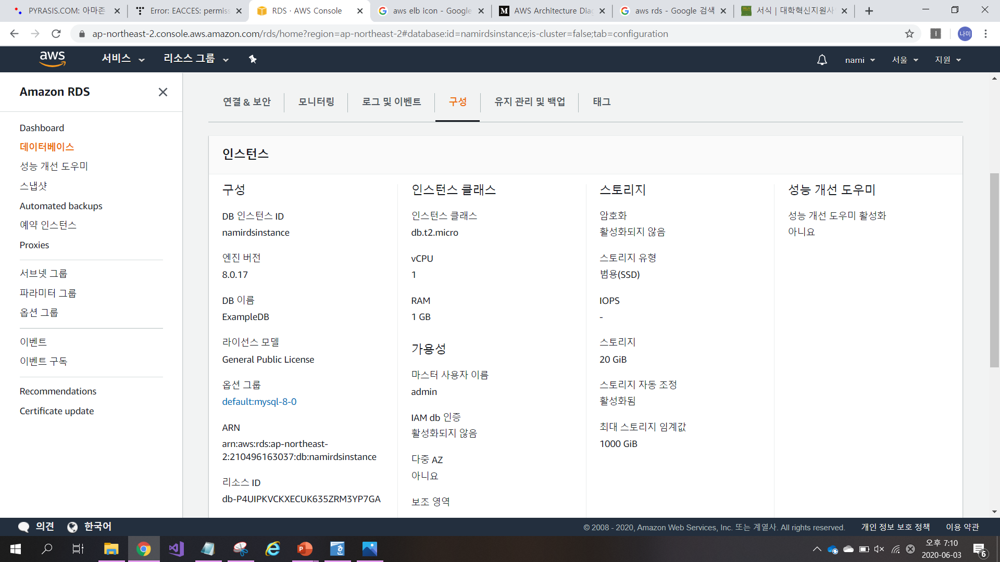 PYRASIS.COM: 아마존
Error: EACCES: permiss
RDS · AWS Console
aws elb icon - Google
AWS Architecture Diag
aws rds - Google 검색
서식 | 대학혁신지원사
ap-northeast-2.console.aws.amazon.com/rds/home?region=ap-northeast-2#database:id=namirdsinstance;is-cluster=false;tab=configuration
나미
aws
서비스
리소스 그룹
nami
서울
지원
Amazon RDS
Dashboard
데이터베이스
성능 개선 도우미
스냅샷
Automated backups
예약 인스턴스
Proxies
서브넷 그룹
파라미터 그룹
옵션 그룹
이벤트
이벤트 구독
Recommendations
Certificate update
연결 & 보안
모니터링
로그 및 이벤트
구성
유지 관리 및 백업
태그
인스턴스
구성
DB 인스턴스 ID
namirdsinstance
엔진 버전
8.0.17
DB 이름
ExampleDB
라이선스 모델
General Public License
옵션 그룹
default:mysql-8-0
ARN
arn:aws:rds:ap-northeast-
2:210496163037:db:namirdsinstance
리소스 ID
db-P4UIPKVCKXECUK635ZRM3YP7GA
인스턴스 클래스
인스턴스 클래스
db.t2.micro
vCPU
1
RAM
1 GB
가용성
마스터 사용자 이름
admin
IAM db 인증
활성화되지 않음
다중 AZ
아니요
보조 영역
스토리지
암호화
활성화되지 않음
스토리지 유형
범용(SSD)
IOPS
-
스토리지
20 GiB
스토리지 자동 조정
활성화됨
최대 스토리지 임계값
1000 GiB
성능 개선 도우미
성능 개선 도우미 활성화
아니요
의견
한국어
© 2008 - 2020, Amazon Web Services, Inc. 또는 계열사. All rights reserved.
개인 정보 보호 정책
이용 약관
오후 7:10
2020-06-03
6